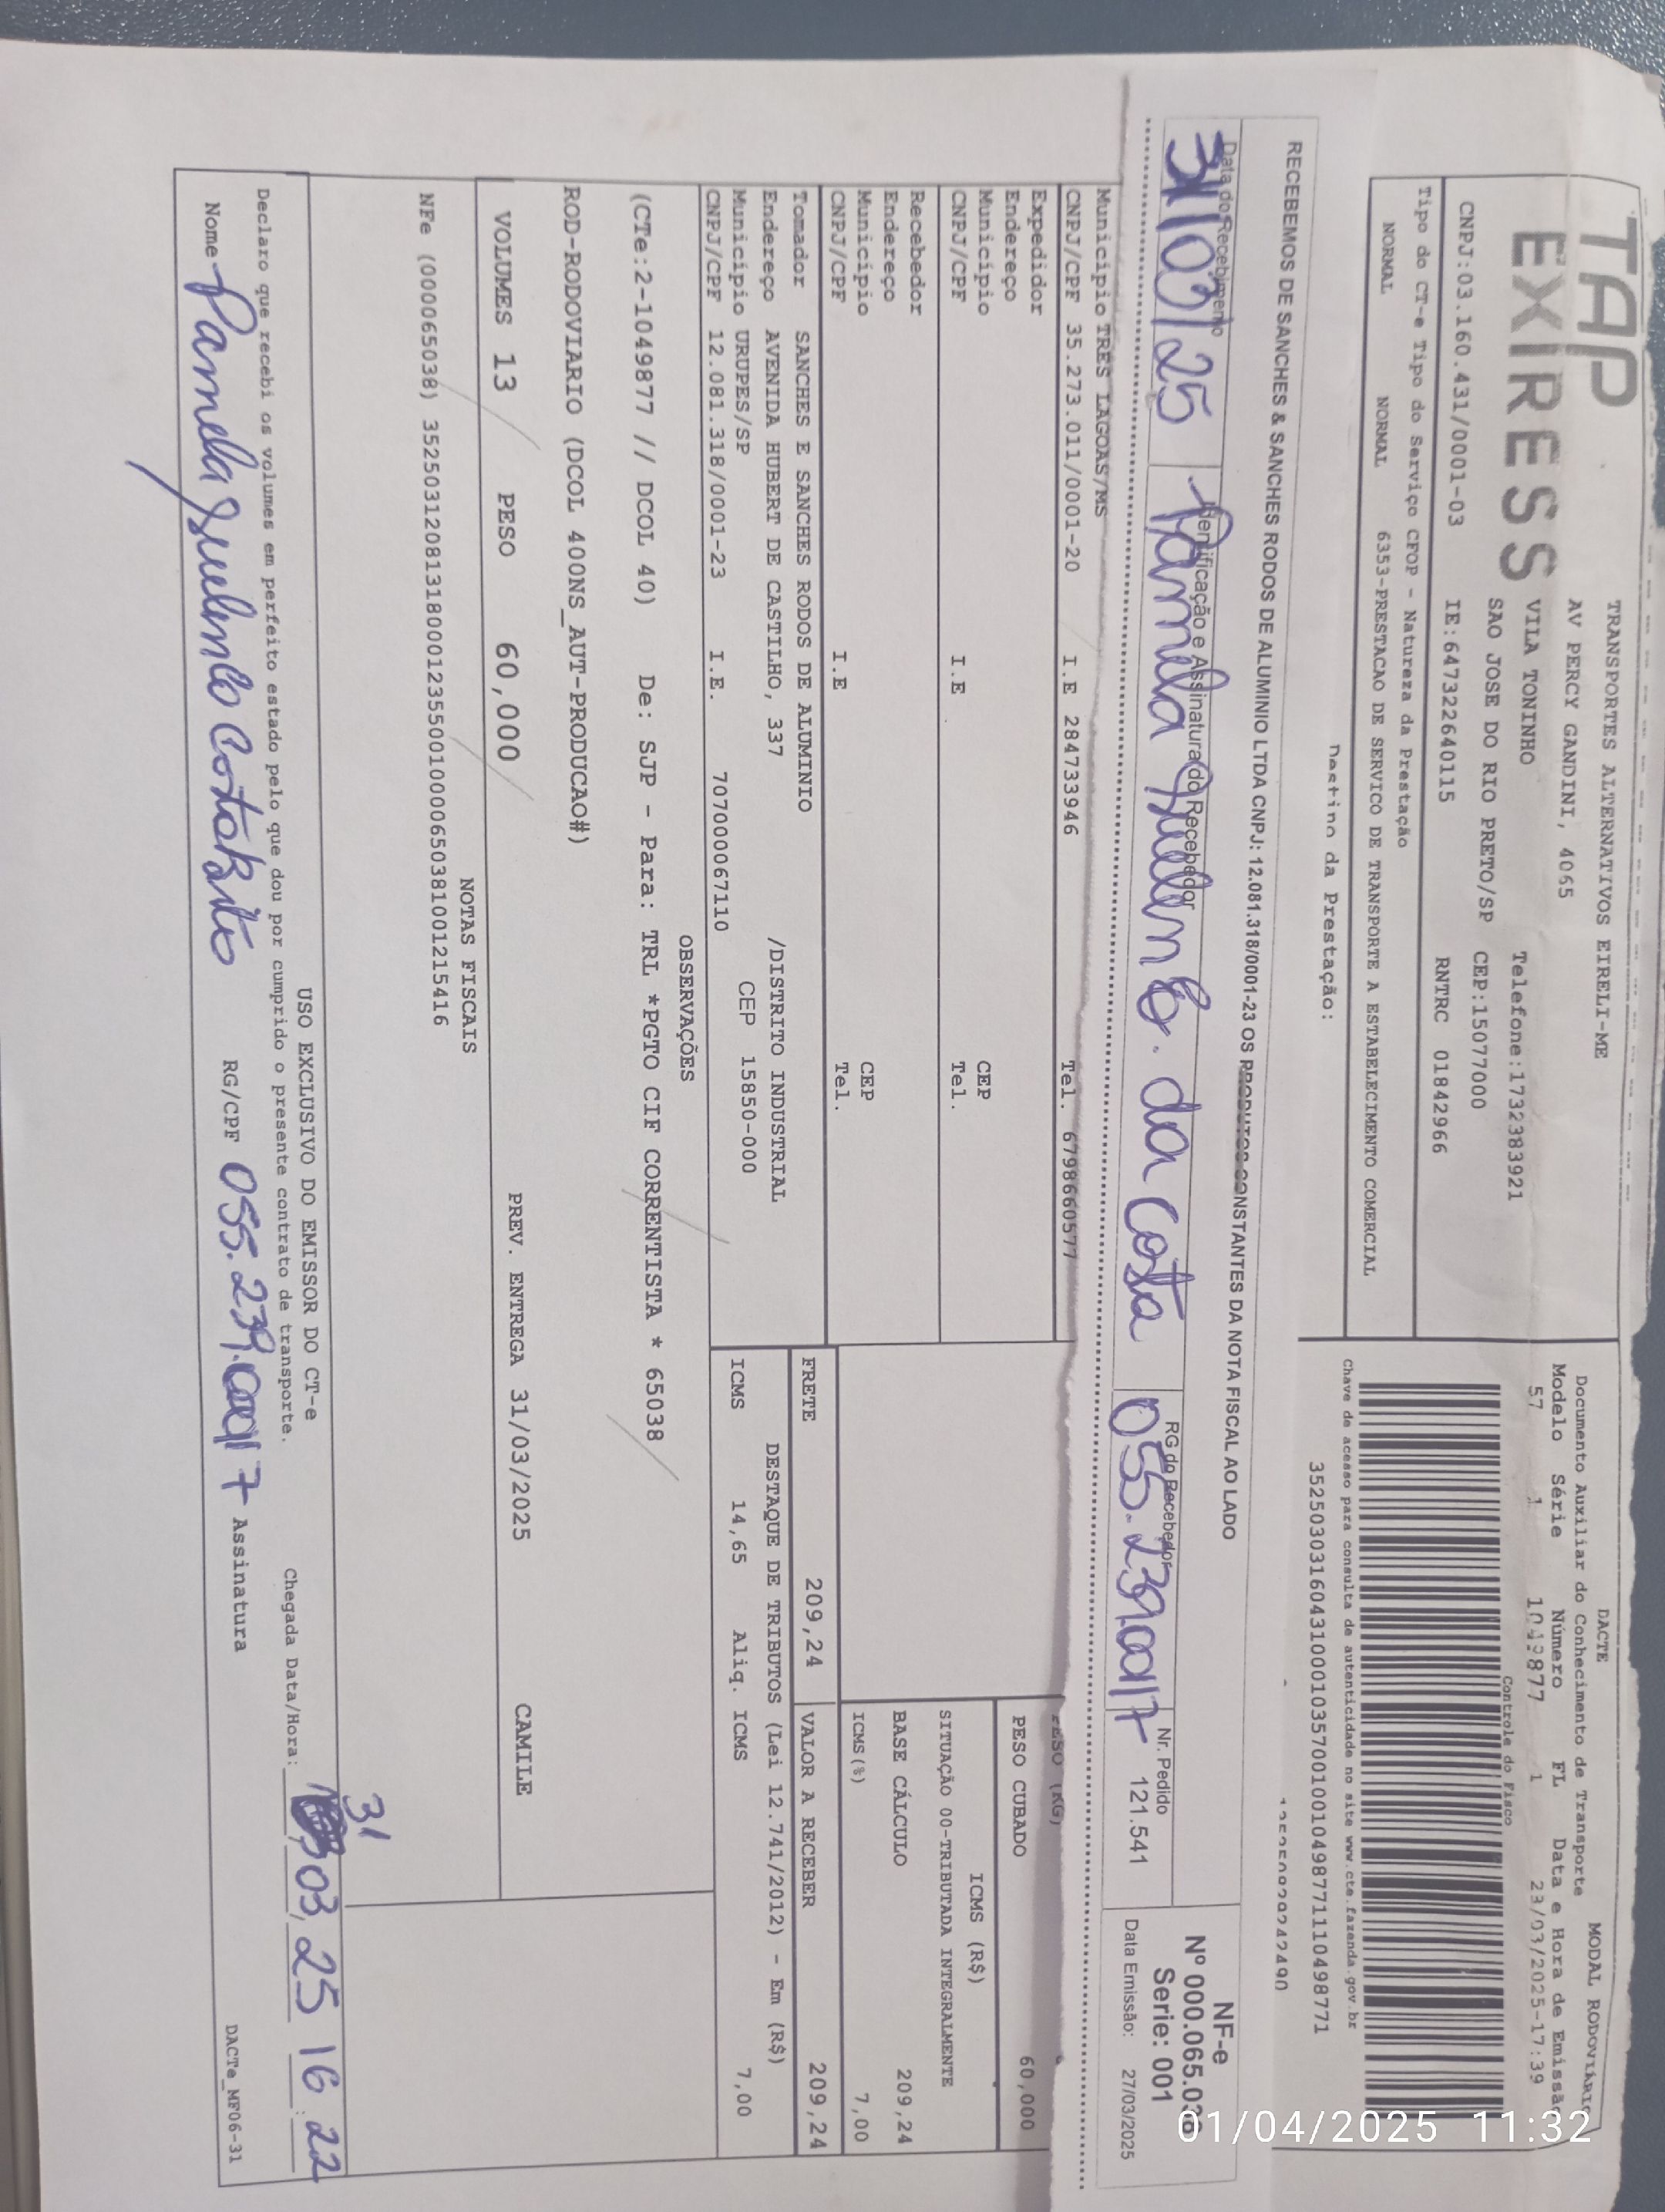 TAP
EXPRESS
TRANSPORTES ALTERNATIVOS EIRELI-ME
AV PERCY GANDINI, 4065
VILA TONINHO
Telefone:1732383921
SAO JOSE DO RIO PRETO/SP CEP:15077000
CNPJ:03.160.431/0001-03 IE:647322640115 RNTRC 01842966
Tipo do CT-e Tipo do Serviço CFOP - Natureza da Prestação
NORMAL NORMAL 6353-PRESTACAO DE SERVICO DE TRANSPORTE A ESTABELECIMENTO COMERCIAL
Destino da Prestação:
DACTE MODAL RODOVIÁRIO
Documento Auxiliar do Conhecimento de Transporte
Modelo Série Número FL Data e Hora de Emissão
57 1 1049877 1 29/03/2025-17:39
Controle do Fisco
Chave de acesso para consulta de autenticidade no site www.cte.fazenda.gov.br
35250303160431000103570010010498771110498771
RECEBEMOS DE SANCHES & SANCHES RODOS DE ALUMINIO LTDA CNPJ: 12.081.318/0001-23 OS PRODUTOS CONSTANTES DA NOTA FISCAL AO LADO
Data do Recebimento Identificação e Assinatura do Recebedor RG do Recebedor Nr. Pedido
31/03/25 Pamela B. da Costa 121.541
NF-e
Nº 000.065.038
Serie: 001
Data Emissão: 27/03/2025
Município TRES LAGOAS/MS
CNPJ/CPF 35.273.011/0001-20 I.E 284733946 Tel. 6798660577
Expedidor
Endereço
Município CEP
CNPJ/CPF I.E Tel.
Recebedor
Endereço
Município CEP
CNPJ/CPF I.E Tel.
PESO (KG)
PESO CUBADO 60,000
ICMS (R$)
SITUAÇÃO 00-TRIBUTADA INTEGRALMENTE
BASE CÁLCULO 209,24
ICMS(%) 7,00
Tomador SANCHES E SANCHES RODOS DE ALUMINIO
Endereço AVENIDA HUBERT DE CASTILHO, 337 /DISTRITO INDUSTRIAL
Município URUPES/SP CEP 15850-000
CNPJ/CPF 12.081.318/0001-23 I.E. 707000067110
FRETE 209,24 VALOR A RECEBER 209,24
DESTAQUE DE TRIBUTOS (Lei 12.741/2012) - Em (R$)
ICMS 14,65 Aliq. ICMS 7,00
OBSERVAÇÕES
(CTe:2-1049877 // DCOL 40) De: SJP - Para: TRL *PGTO CIF CORRENTISTA * 65038
ROD-RODOVIARIO (DCOL 400NS_AUT-PRODUCAO#)
VOLUMES 13 PESO 60,000 PREV. ENTREGA 31/03/2025 CAMILE
NOTAS FISCAIS
NFe (000065038) 35250312081318000123550010000650381001215416
USO EXCLUSIVO DO EMISSOR DO CT-e
Declaro que recebi os volumes em perfeito estado pelo que dou por cumprido o presente contrato de transporte.
Chegada Data/Hora: 31 03 25 16:22
Nome Pamela Costa RG/CPF Assinatura
DACTe_MF06-31
01/04/2025 11:32